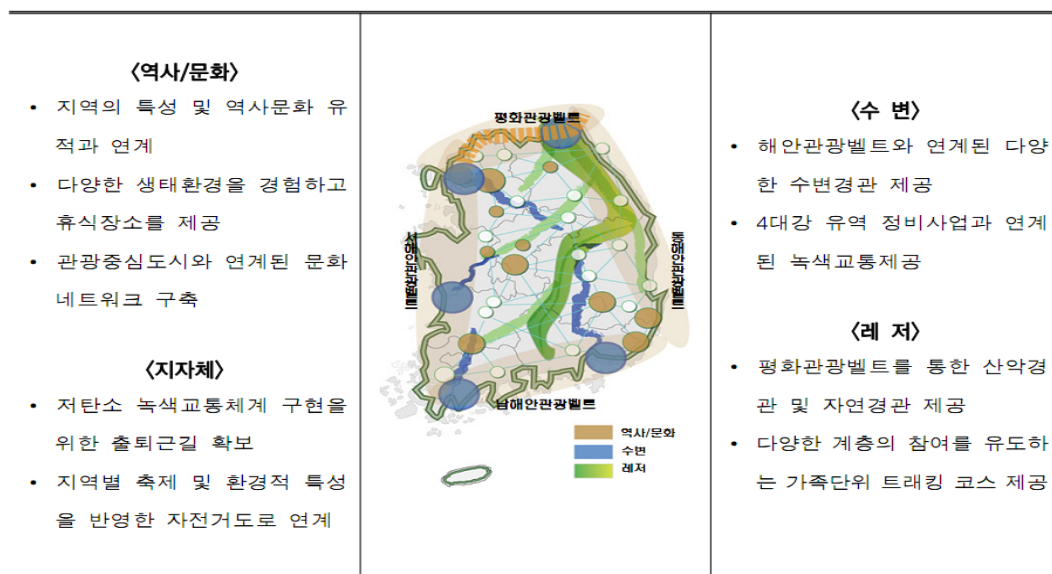 <역사/문화>
• 지역의 특성 및 역사문화 유
적과 연계
• 다양한 생태환경을 경험하고
휴식장소를 제공
• 관광중심도시와 연계된 문화
네트워크 구축
<지자체>
• 저탄소 녹색교통체계 구현을
위한 출퇴근길 확보
• 지역별 축제 및 환경적 특성
을 반영한 자전거도로 연계
평화관광벨트
서해안관광벨트
동해안관광벨트
남해안관광벨트
역사/문화
수변
레저
<수 변>
• 해안관광벨트와 연계된 다양
한 수변경관 제공
• 4대강 유역 정비사업과 연계
된 녹색교통제공
<레 저>
• 평화관광벨트를 통한 산악경
관 및 자연경관 제공
• 다양한 계층의 참여를 유도하
는 가족단위 트래킹 코스 제공